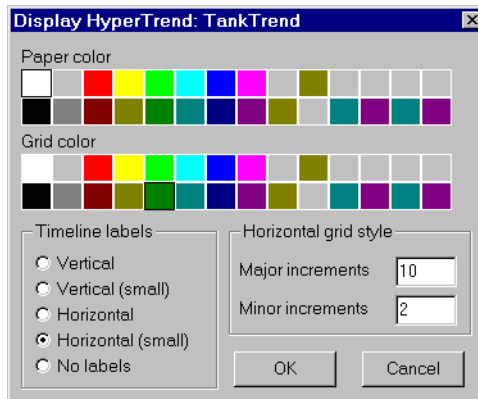 Display HyperTrend: TankTrend
Paper color
Grid color
Timeline labels
Vertical
Vertical (small)
Horizontal
Horizontal (small)
No labels
Horizontal grid style
Major increments 10
Minor increments 2
OK Cancel